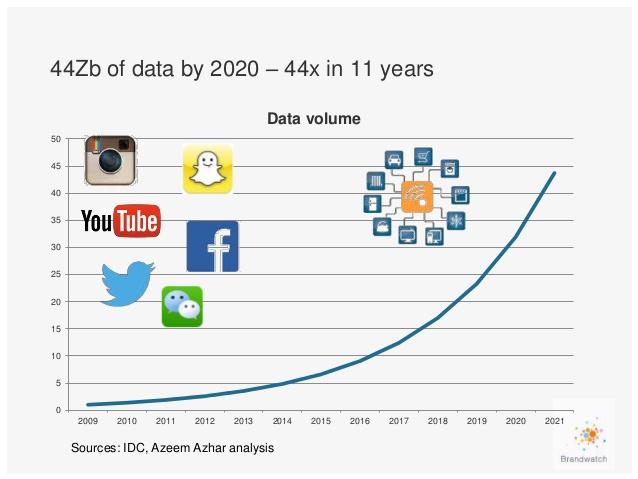 44Zb of data by 2020 – 44x in 11 years
Data volume
50
45
40
35
30
25
20
15
10
5
0
YouTube
2009 2010 2011 2012 2013 2014 2015 2016 2017 2018 2019 2020 2021
Sources: IDC, Azeem Azhar analysis
Brandwatch